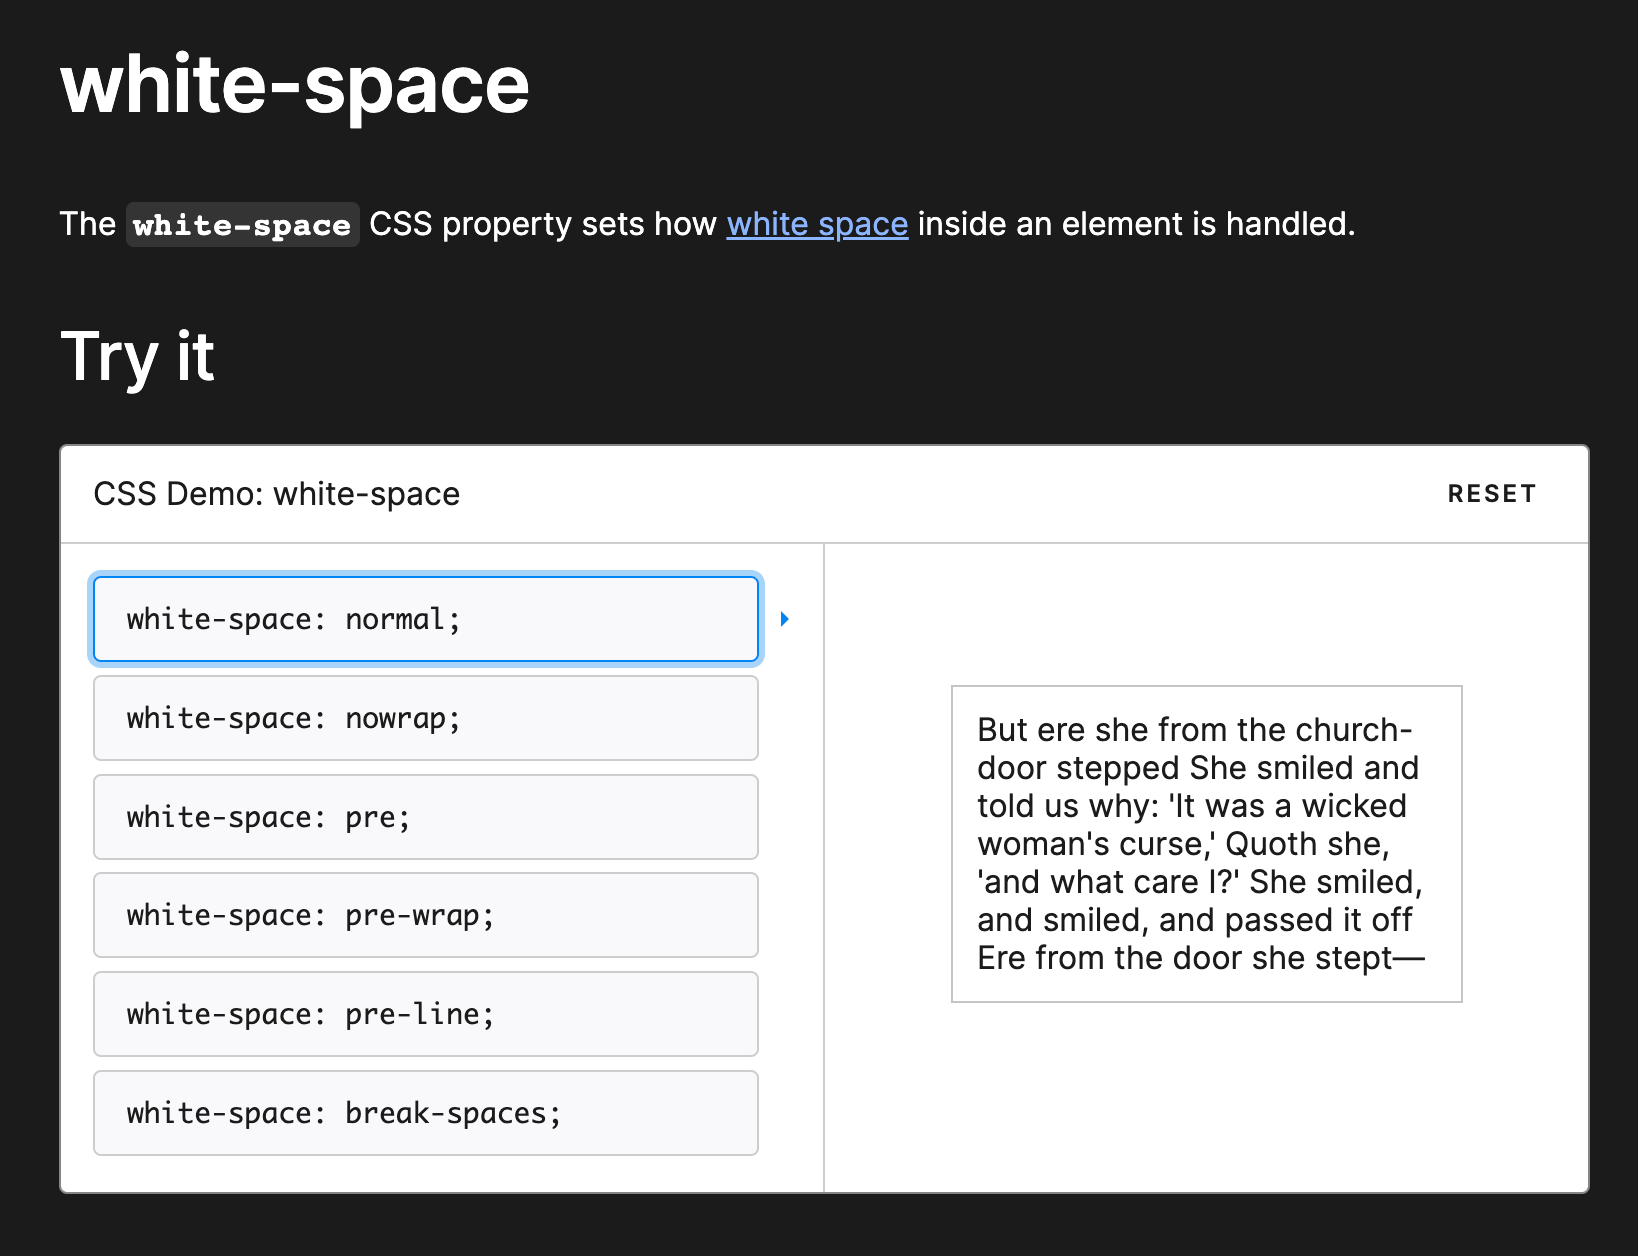 white-space
The white-space CSS property sets how white space inside an element is handled.
Try it
CSS Demo: white-space
RESET
white-space: normal;
white-space: nowrap;
white-space: pre;
white-space: pre-wrap;
white-space: pre-line;
white-space: break-spaces;
But ere she from the church-
door stepped She smiled and
told us why: 'It was a wicked
woman's curse,' Quoth she,
'and what care I?' She smiled,
and smiled, and passed it off
Ere from the door she stept—